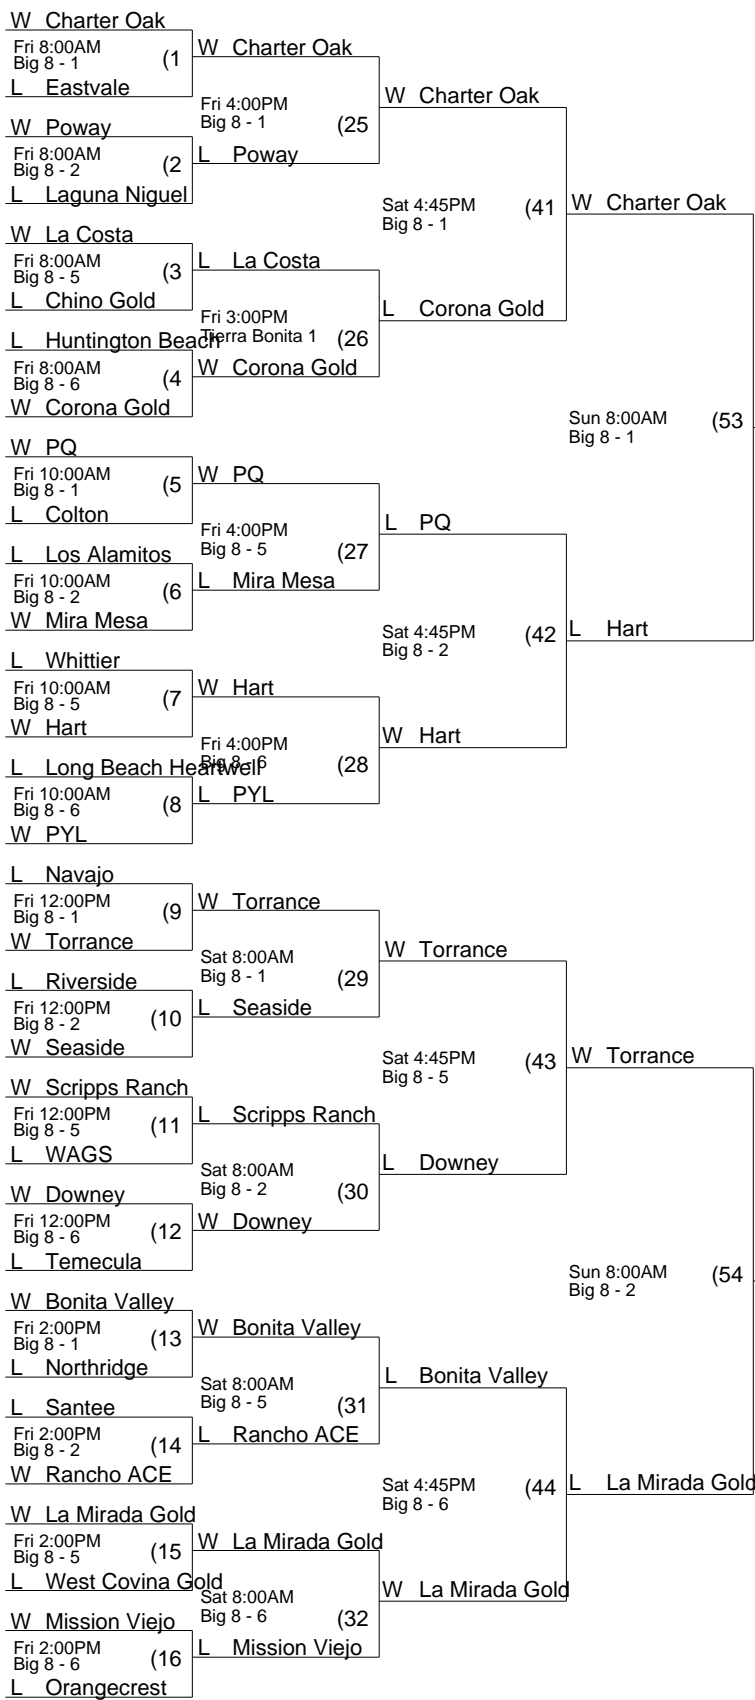 W Charter Oak
Fri 8:00AM
Big 8 - 1
(1
L Eastvale
W Poway
Fri 8:00AM
Big 8 - 2
(2
L Laguna Niguel
W La Costa
Fri 8:00AM
Big 8 - 5
(3
L Chino Gold
L Huntington Beach
Fri 8:00AM
Big 8 - 6
(4
W Corona Gold
W PQ
Fri 10:00AM
Big 8 - 1
(5
L Colton
L Los Alamitos
Fri 10:00AM
Big 8 - 2
(6
W Mira Mesa
L Whittier
Fri 10:00AM
Big 8 - 5
(7
W Hart
L Long Beach Heartwell
Fri 10:00AM
Big 8 - 6
(8
W PYL
L Navajo
Fri 12:00PM
Big 8 - 1
(9
W Torrance
L Riverside
Fri 12:00PM
Big 8 - 2
(10
W Seaside
W Scripps Ranch
Fri 12:00PM
Big 8 - 5
(11
L WAGS
W Downey
Fri 12:00PM
Big 8 - 6
(12
L Temecula
W Bonita Valley
Fri 2:00PM
Big 8 - 1
(13
L Northridge
L Santee
Fri 2:00PM
Big 8 - 2
(14
W Rancho ACE
W La Mirada Gold
Fri 2:00PM
Big 8 - 5
(15
L West Covina Gold
W Mission Viejo
Fri 2:00PM
Big 8 - 6
(16
L Orangecrest
W Charter Oak
Fri 4:00PM
Big 8 - 1
(25
L Poway
L La Costa
Fri 3:00PM
Tierra Bonita 1
(26
W Corona Gold
W PQ
Fri 4:00PM
Big 8 - 5
(27
L Mira Mesa
W Hart
Fri 4:00PM
Big 8 - 6
(28
L PYL
W Torrance
Sat 8:00AM
Big 8 - 1
(29
L Seaside
L Scripps Ranch
Sat 8:00AM
Big 8 - 2
(30
W Downey
W Bonita Valley
Sat 8:00AM
Big 8 - 5
(31
L Rancho ACE
W La Mirada Gold
Sat 8:00AM
Big 8 - 6
(32
L Mission Viejo
W Charter Oak
Sat 4:45PM
Big 8 - 1
(41
L Corona Gold
L PQ
Sat 4:45PM
Big 8 - 2
(42
W Hart
W Torrance
Sat 4:45PM
Big 8 - 5
(43
L Downey
L Bonita Valley
Sat 4:45PM
Big 8 - 6
(44
W La Mirada Gold
W Charter Oak
Sun 8:00AM
Big 8 - 1
(53
L Hart
W Torrance
Sun 8:00AM
Big 8 - 2
(54
L La Mirada Gold